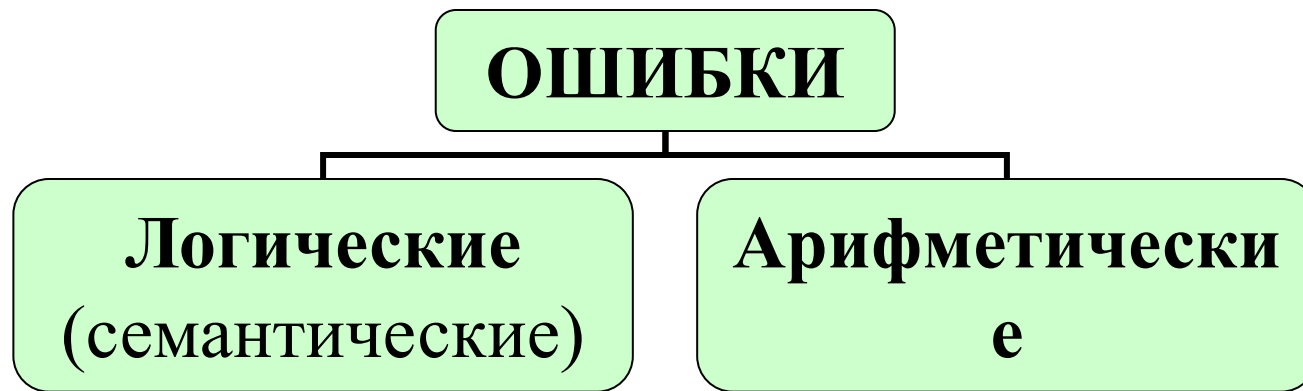 ОШИБКИ
Логические
(семантические)
Арифметически
е